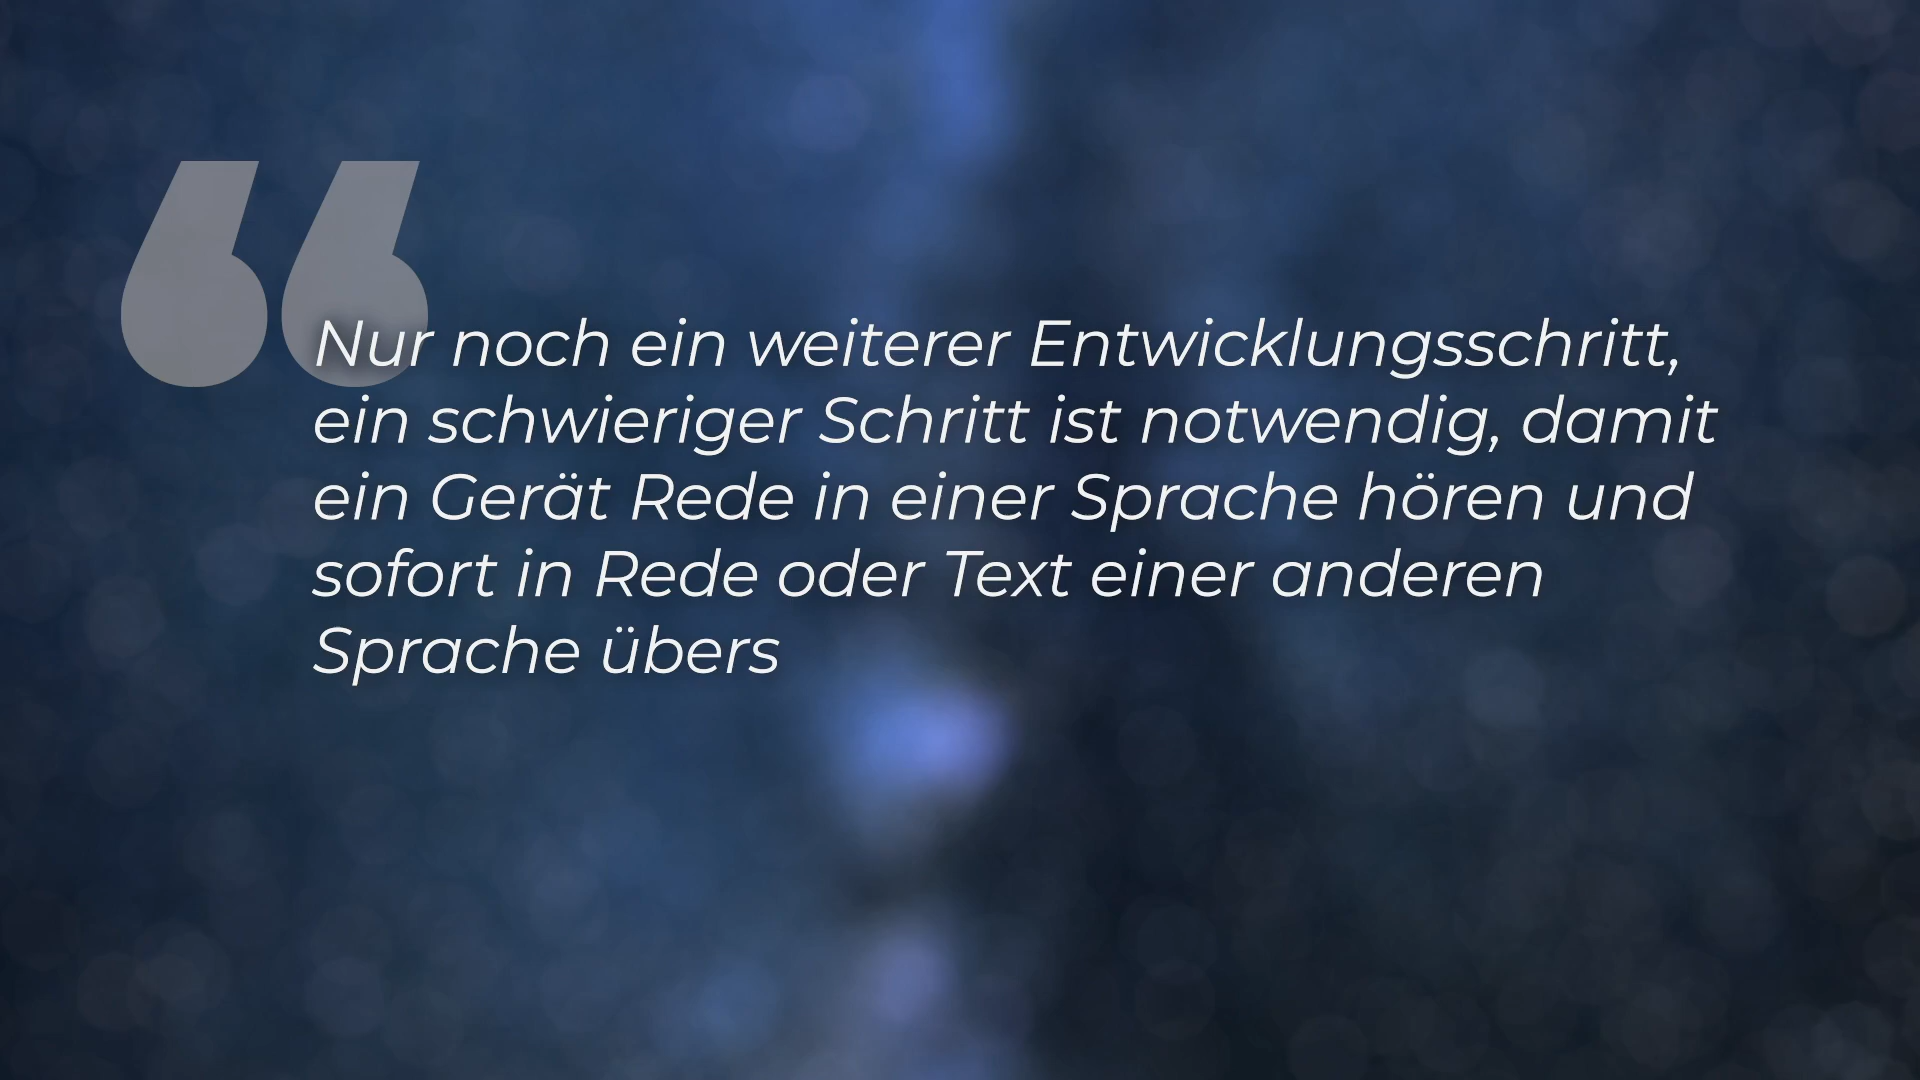 Nur noch ein weiterer Entwicklungsschritt,
ein schwieriger Schritt ist notwendig, damit
ein Gerät Rede in einer Sprache hören und
sofort in Rede oder Text einer anderen
Sprache übers